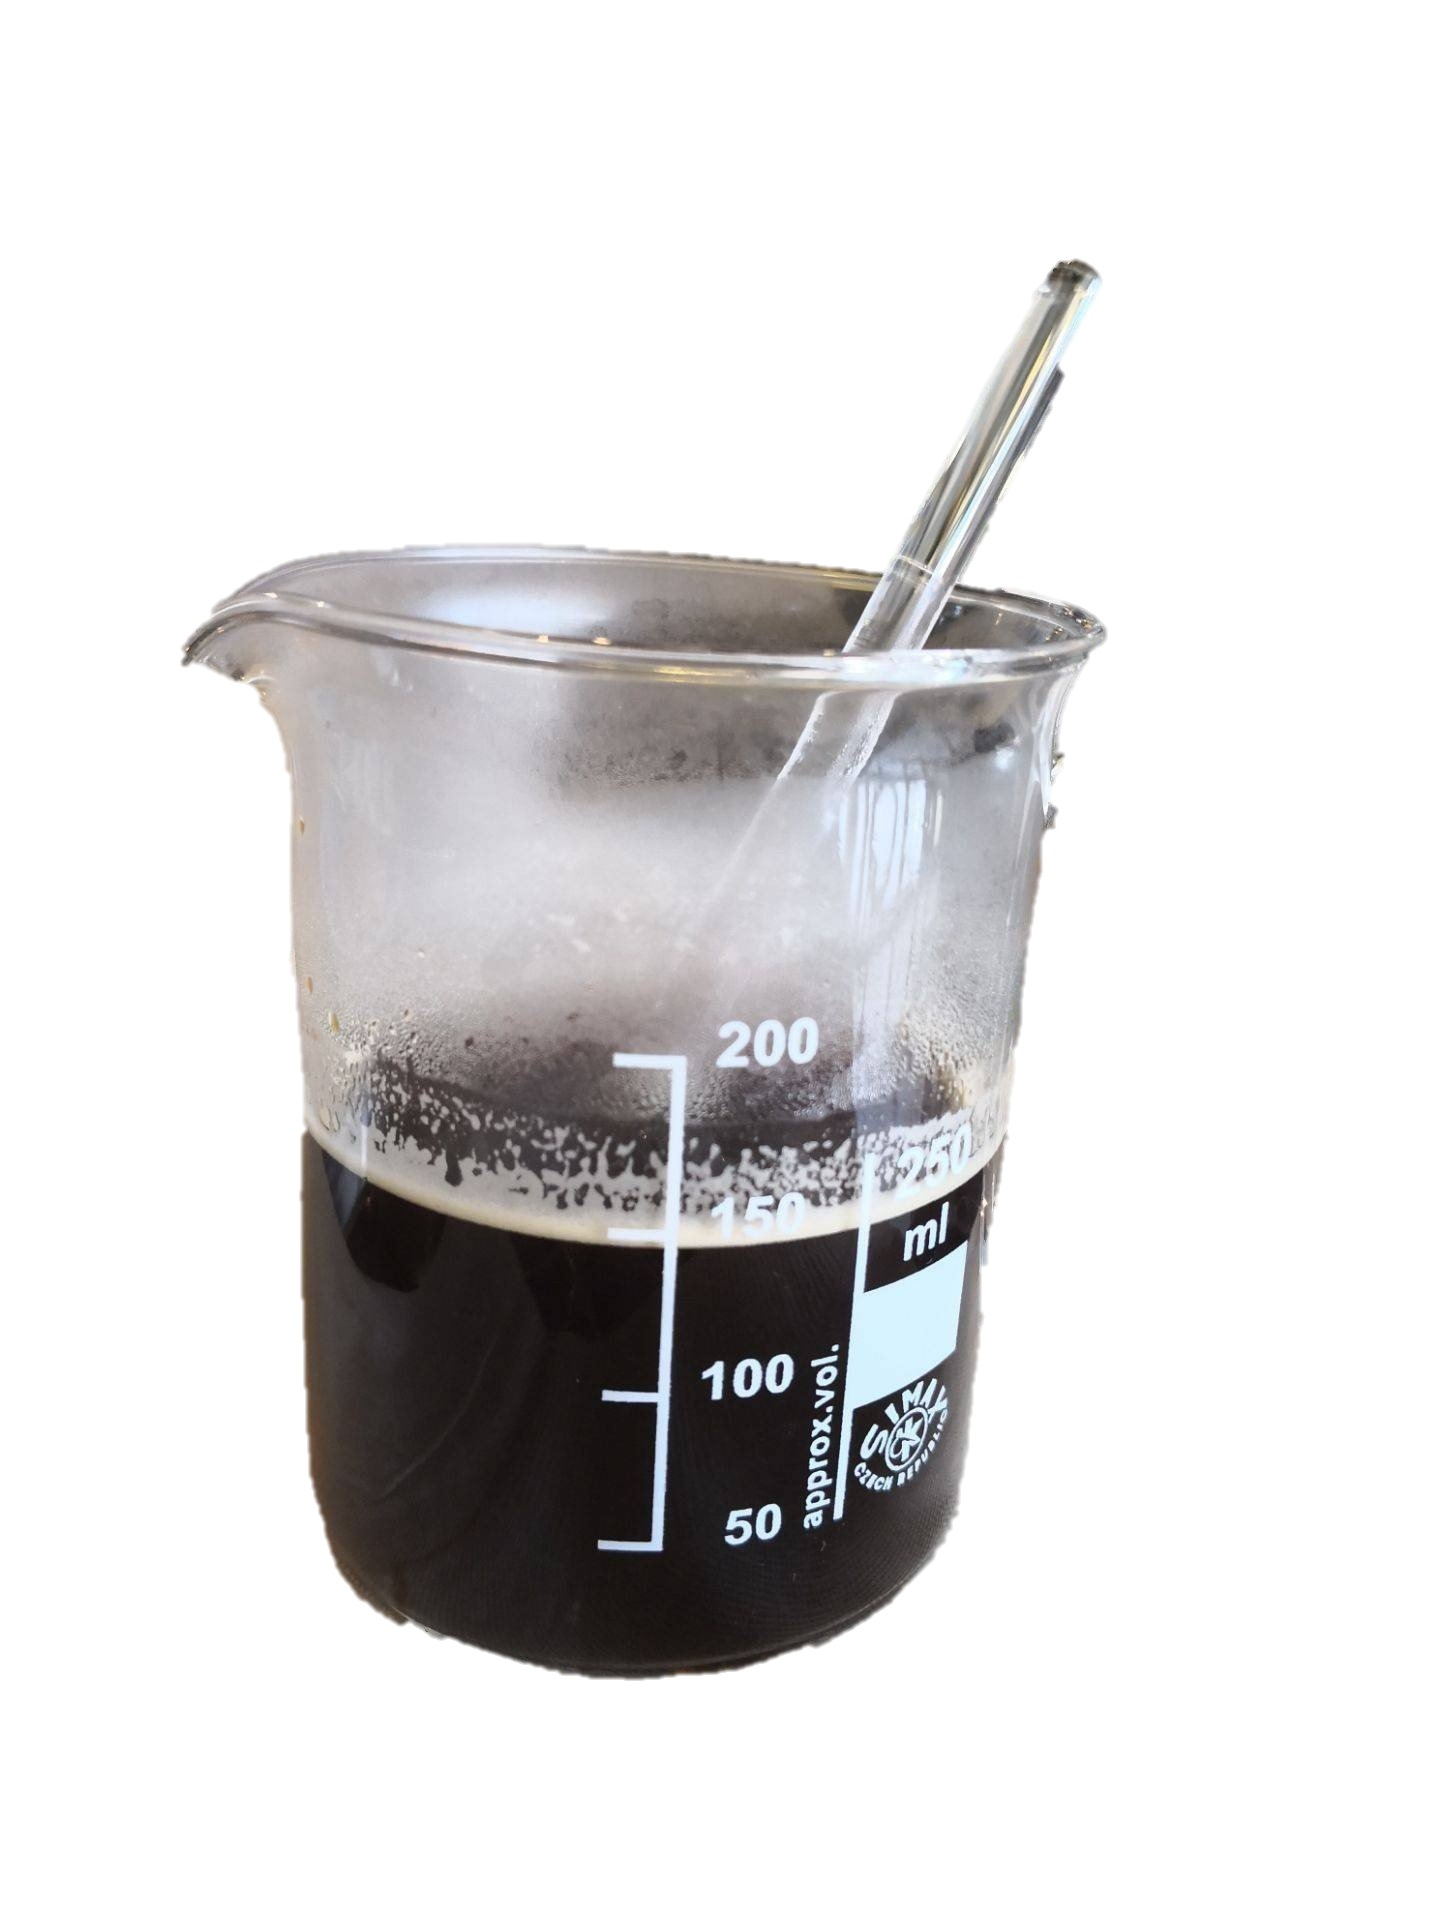 200
150
100
50
approx.vol.
250
ml
SIMAX
CZECH REPUBLIC